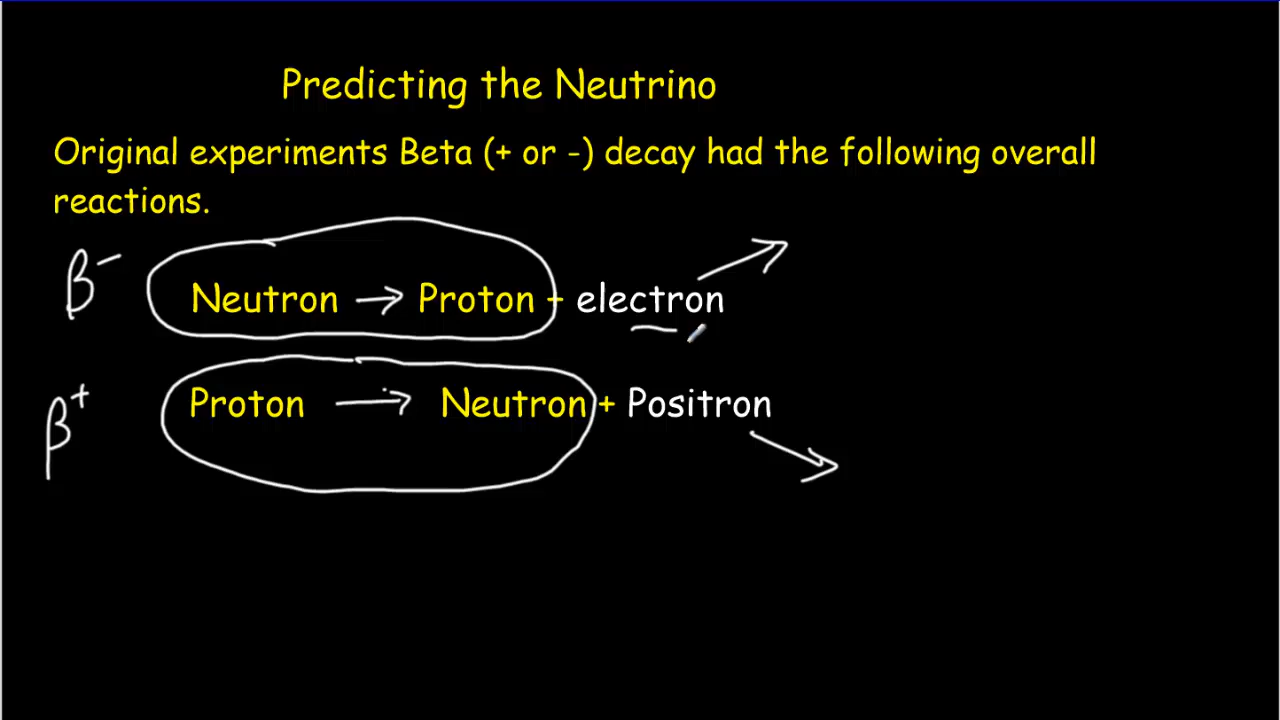 Predicting the Neutrino
Original experiments Beta (+ or -) decay had the following overall
reactions.
β⁻ Neutron → Proton + electron
β⁺ Proton → Neutron + Positron